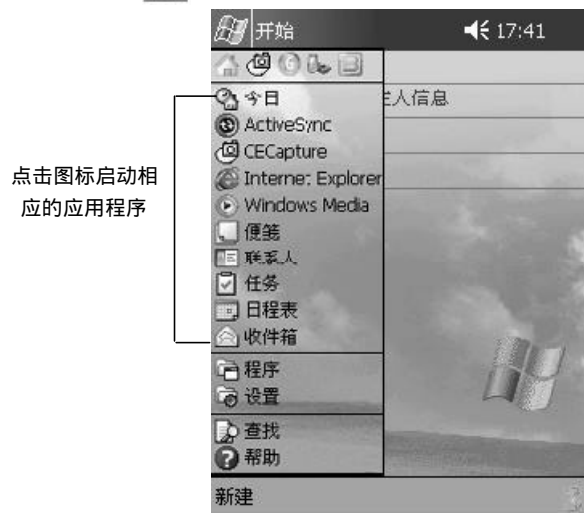 开始 17:41
今日
主人信息
ActiveSync
CECapture
点击图标启动相
应的应用程序
Internet Explorer
Windows Media
便笺
联系人
任务
日程表
收件箱
程序
设置
查找
帮助
新建